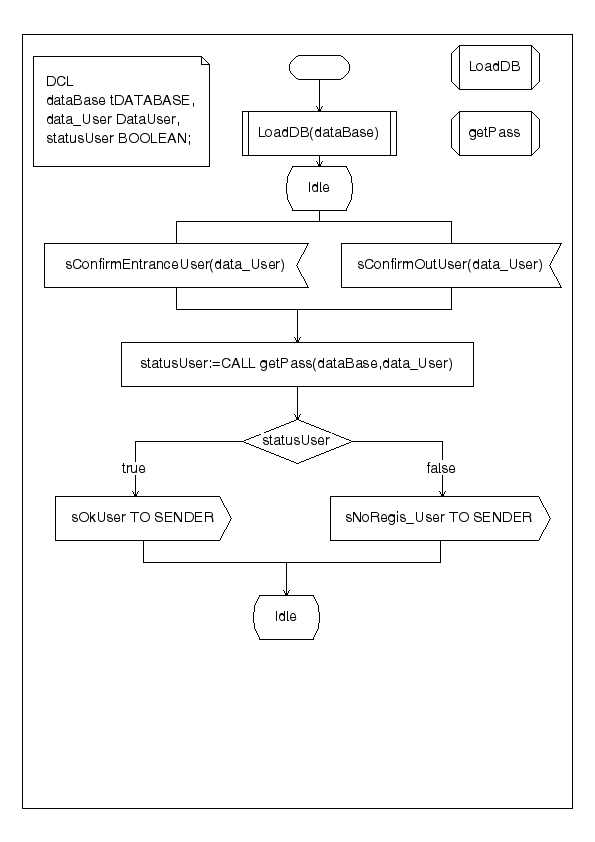 DCL
dataBase tDATABASE,
data_User DataUser,
statusUser BOOLEAN;
LoadDB
LoadDB(dataBase)
getPass
Idle
sConfirmEntranceUser(data_User)
sConfirmOutUser(data_User)
statusUser:=CALL getPass(dataBase,data_User)
statusUser
true
false
sOkUser TO SENDER
sNoRegis_User TO SENDER
Idle